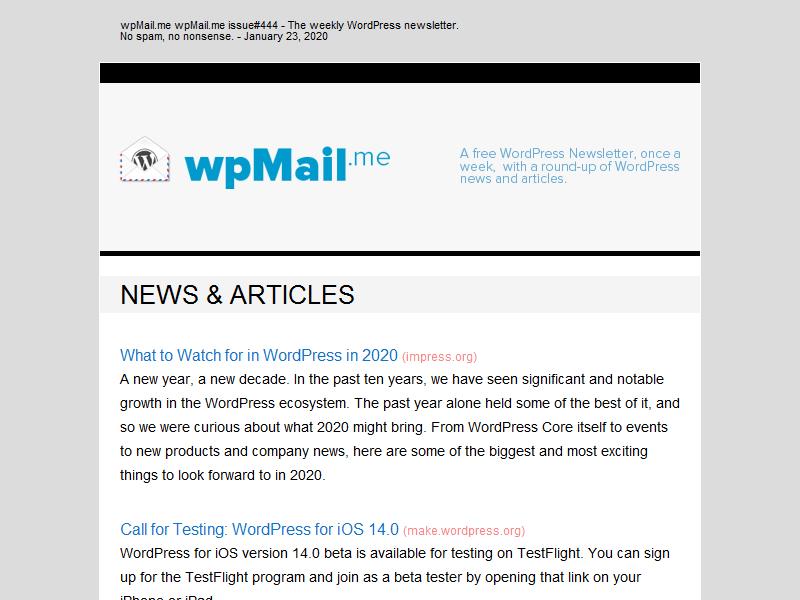 wpMail.me wpMail.me issue#444 - The weekly WordPress newsletter.
No spam, no nonsense. - January 23, 2020
wpMail.me
A free WordPress Newsletter, once a
week, with a round-up of WordPress
news and articles.
NEWS & ARTICLES
What to Watch for in WordPress in 2020 (impress.org)
A new year, a new decade. In the past ten years, we have seen significant and notable
growth in the WordPress ecosystem. The past year alone held some of the best of it, and
so we were curious about what 2020 might bring. From WordPress Core itself to events
to new products and company news, here are some of the biggest and most exciting
things to look forward to in 2020.
Call for Testing: WordPress for iOS 14.0 (make.wordpress.org)
WordPress for iOS version 14.0 beta is available for testing on TestFlight. You can sign
up for the TestFlight program and join as a beta tester by opening that link on your
iPhone or iPad.